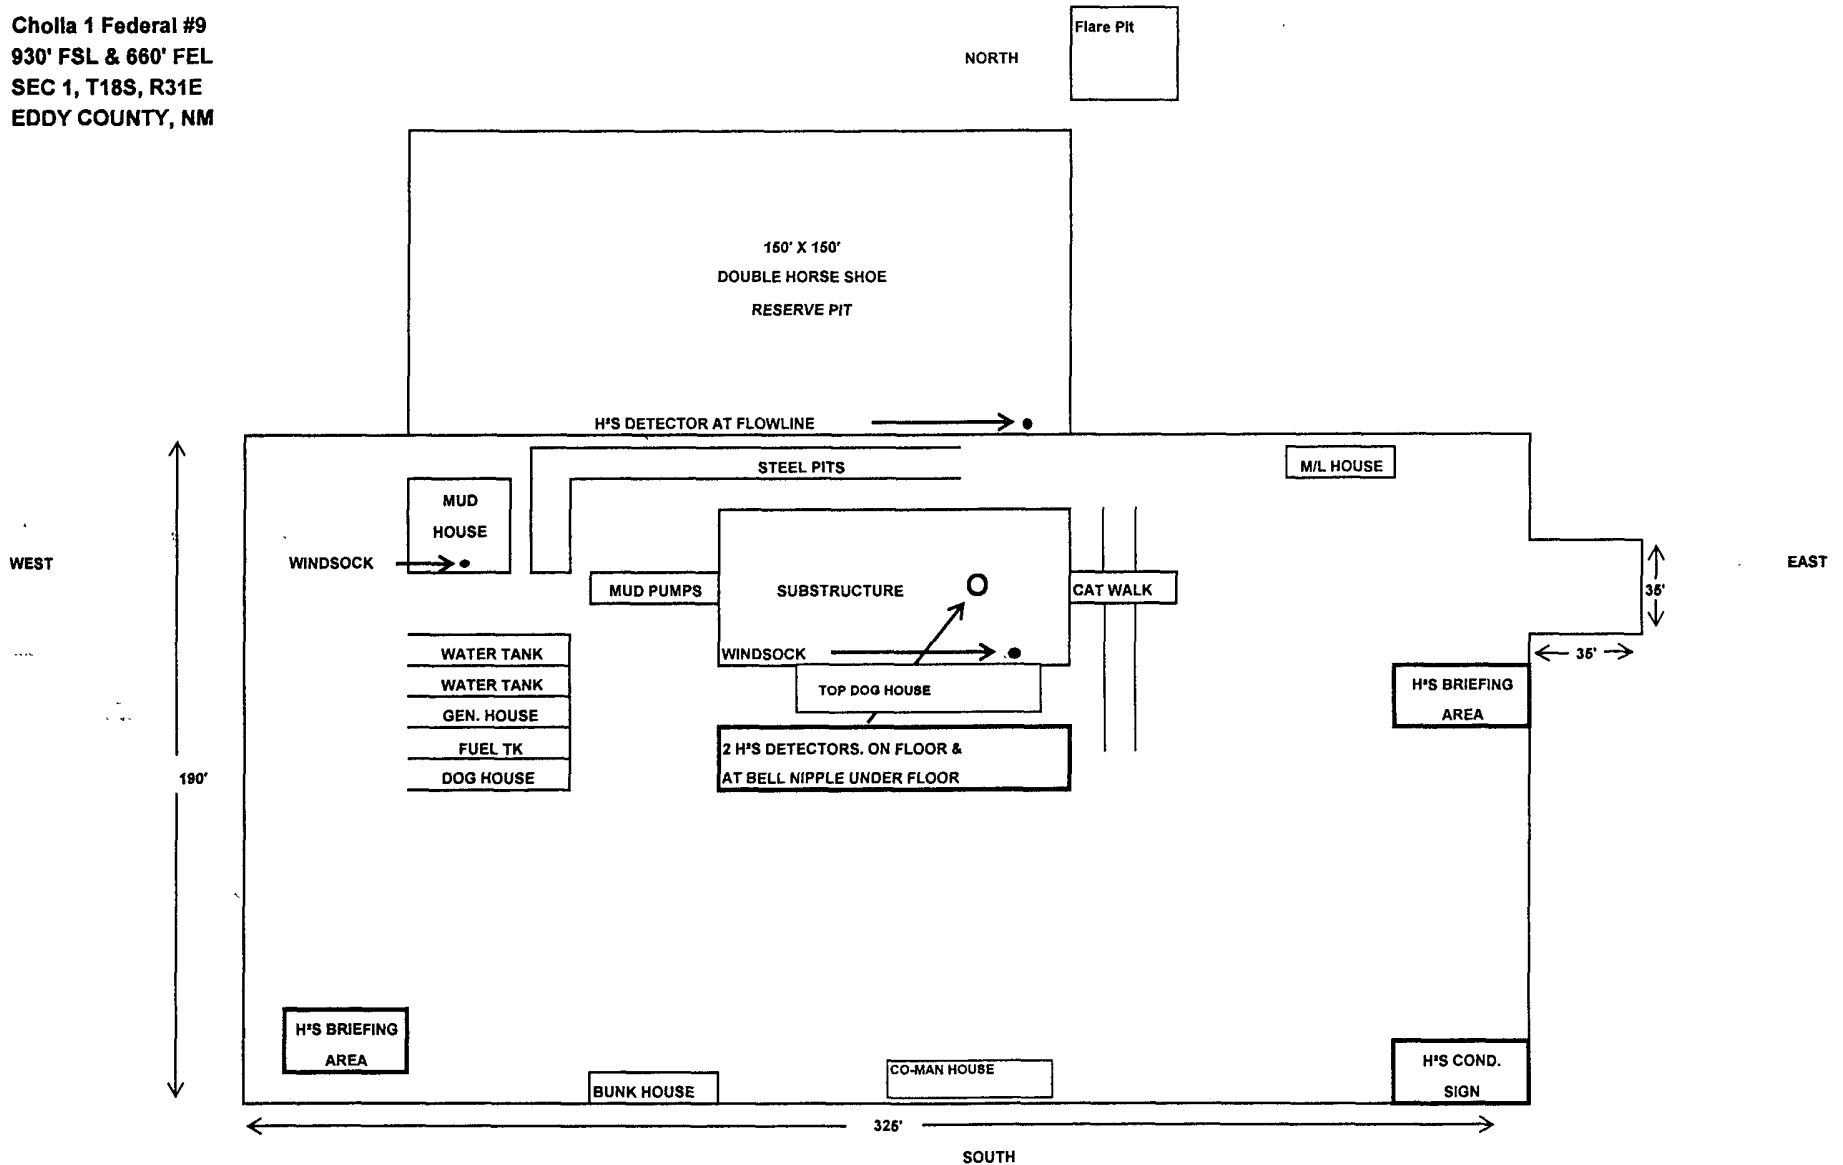 Cholla 1 Federal #9
930' FSL & 660' FEL
SEC 1, T18S, R31E
EDDY COUNTY, NM
Flare Pit
NORTH
150' X 150'
DOUBLE HORSE SHOE
RESERVE PIT
H²S DETECTOR AT FLOWLINE
STEEL PITS
M/L HOUSE
MUD
HOUSE
WINDSOCK
WEST
EAST
MUD PUMPS
SUBSTRUCTURE
CAT WALK
35'
WINDSOCK
35'
WATER TANK
WATER TANK
GEN. HOUSE
FUEL TK
DOG HOUSE
TOP DOG HOUSE
H²S BRIEFING
AREA
2 H²S DETECTORS. ON FLOOR &
AT BELL NIPPLE UNDER FLOOR
190'
H²S BRIEFING
AREA
BUNK HOUSE
CO-MAN HOUSE
H²S COND.
SIGN
325'
SOUTH